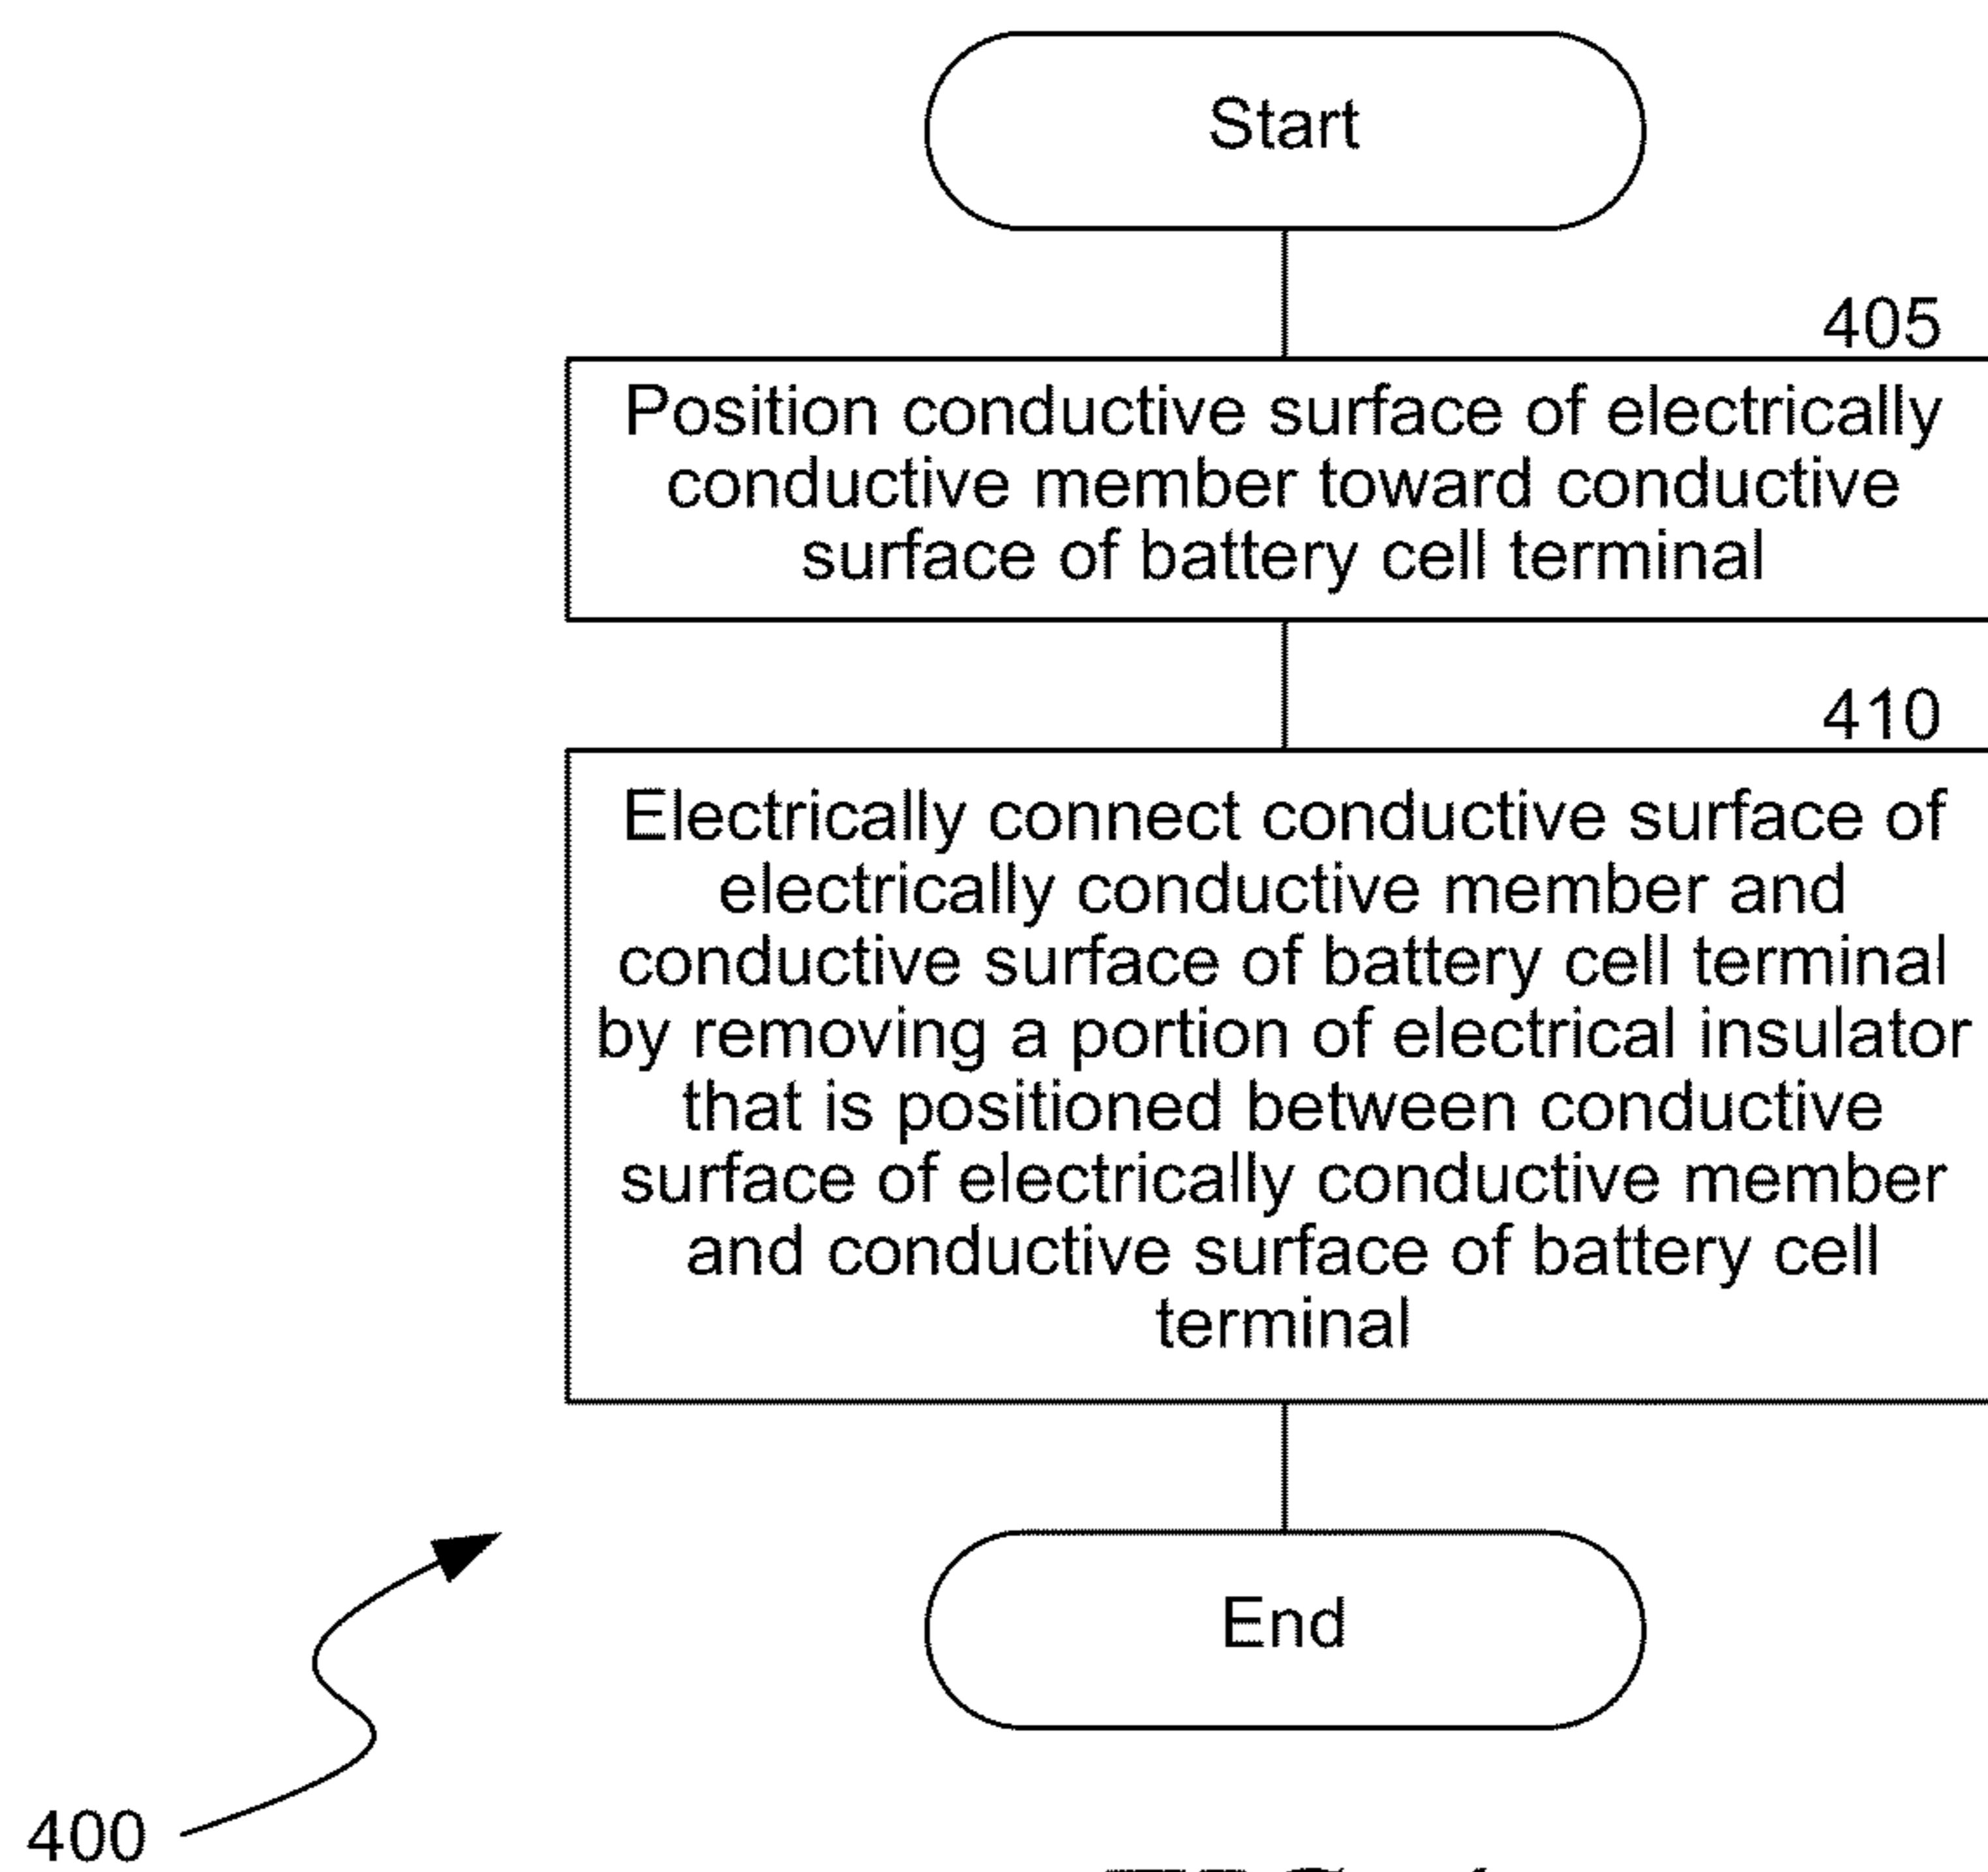 Start
405
Position conductive surface of electrically
conductive member toward conductive
surface of battery cell terminal
410
Electrically connect conductive surface of
electrically conductive member and
conductive surface of battery cell terminal
by removing a portion of electrical insulator
that is positioned between conductive
surface of electrically conductive member
and conductive surface of battery cell
terminal
End
400